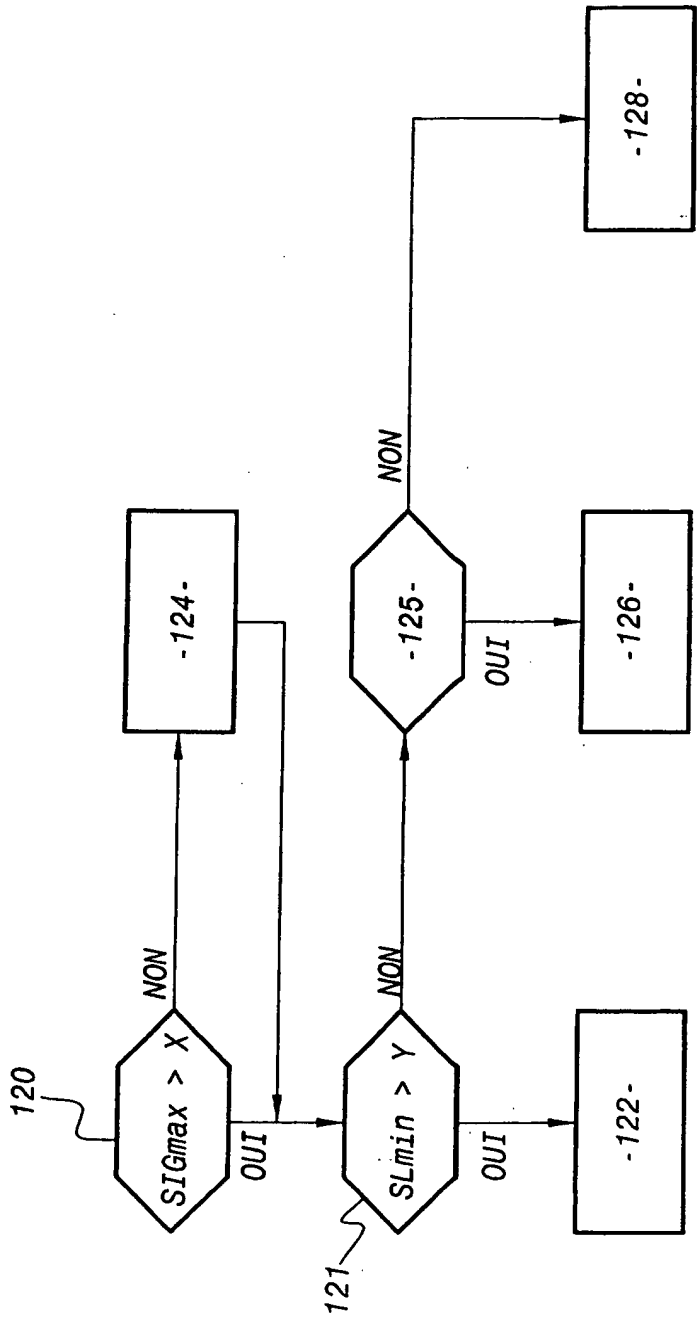 120
SIGmax > X
NON
-124-
OUI
121
SLmin > Y
NON
-125-
NON
OUI
OUI
-122-
-126-
-128-